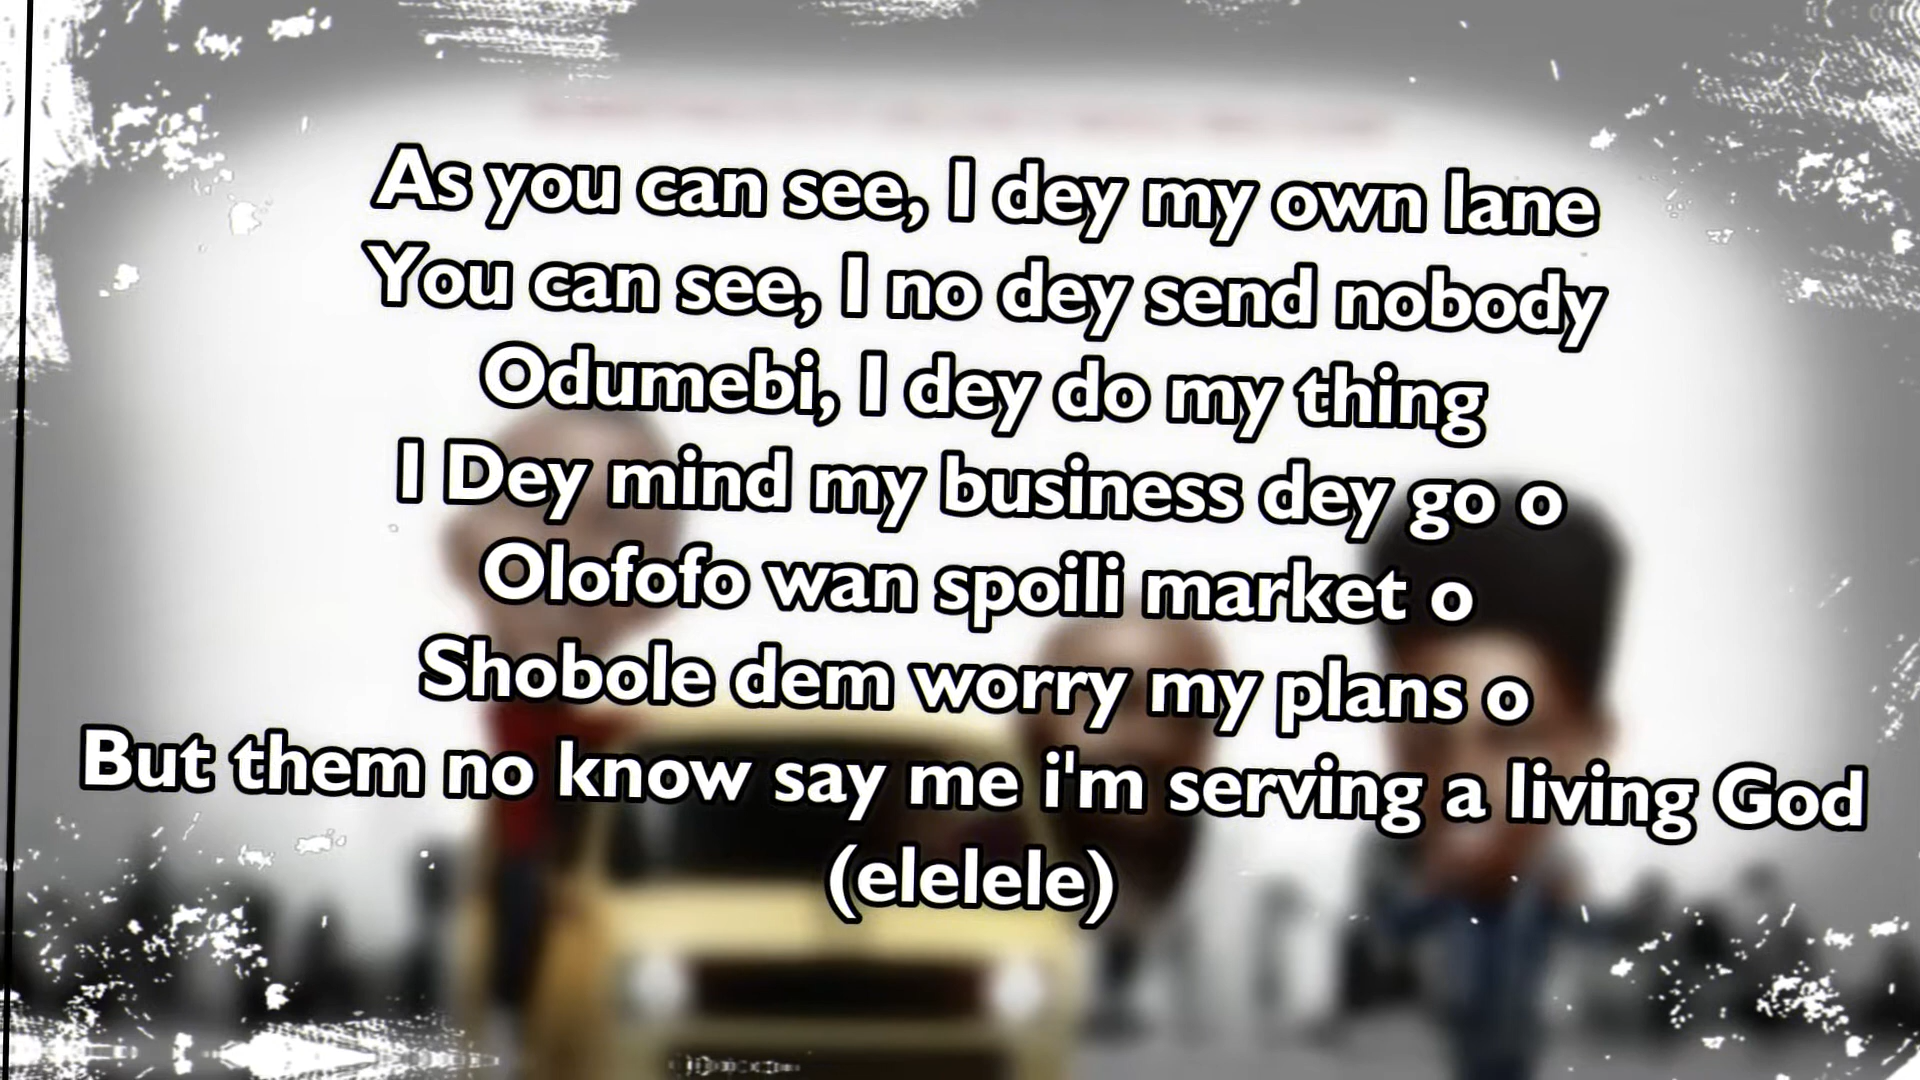 As you can see, I dey my own lane
You can see, I no dey send nobody
Odumebi, I dey do my thing
I Dey mind my business dey go o
Olofofo wan spoili market o
Shobole dem worry my plans o
But them no know say me i'm serving a living God
(elelele)